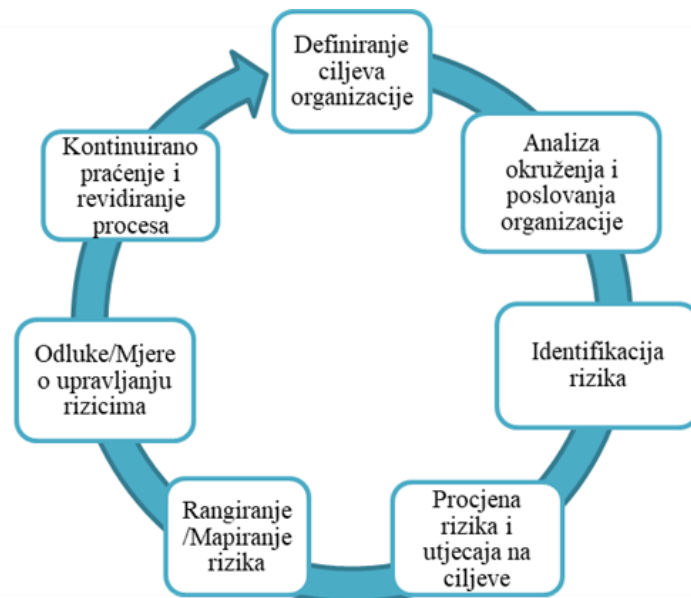 Definiranje
ciljeva
organizacije
Analiza
okruženja i
poslovanja
organizacije
Identifikacija
rizika
Procjena
rizika i
utjecaja na
ciljeve
Rangiranje
/Mapiranje
rizika
Odluke/Mjere
o upravljanju
rizicima
Kontinuirano
praćenje i
revidiranje
procesa